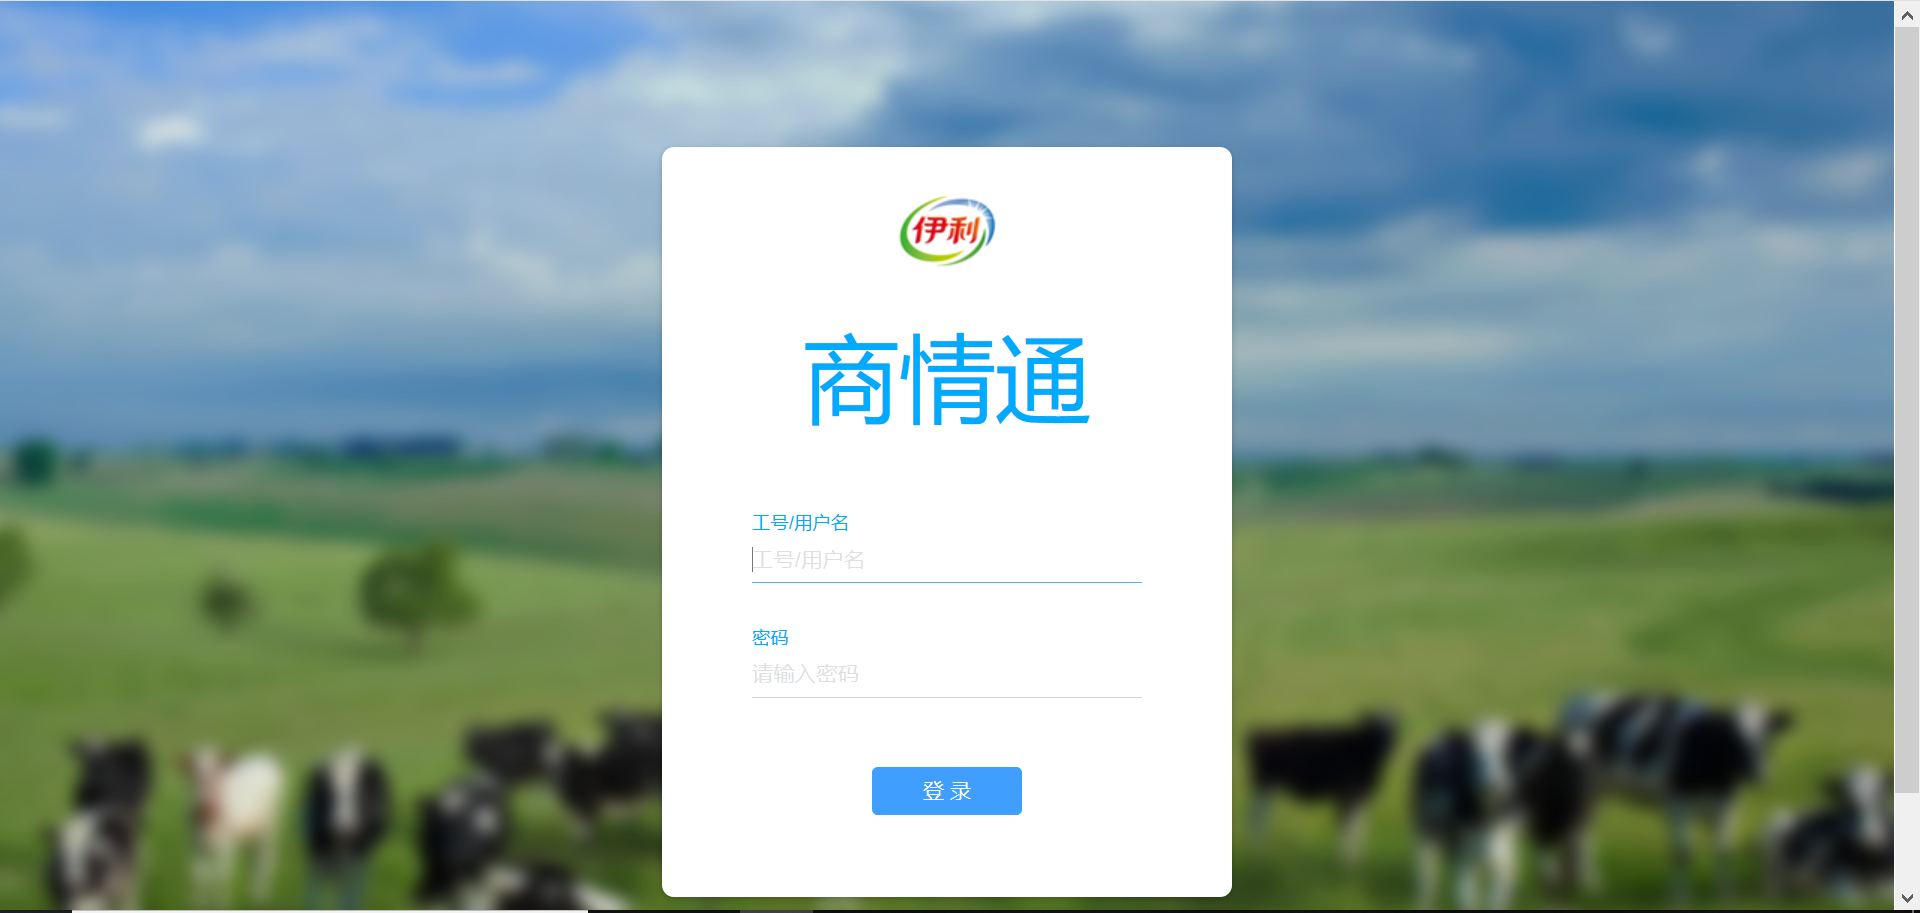 伊利
商情通
工号/用户名
工号/用户名
密码
请输入密码
登 录